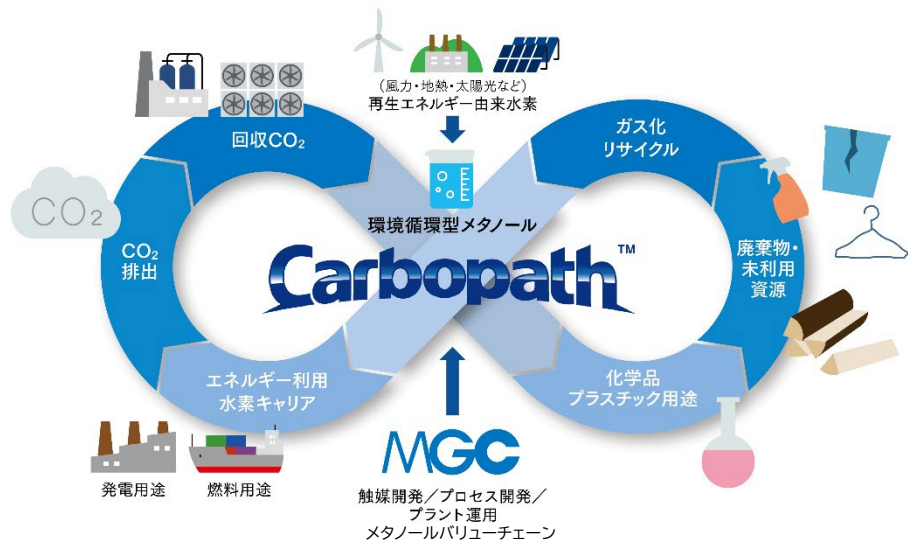 (風力・地熱・太陽光など)
再生エネルギー由来水素
回収CO₂
ガス化
リサイクル
CO₂
環境循環型メタノール
CO₂
排出
Carbopath™
廃棄物・
未利用
資源
エネルギー利用
水素キャリア
化学品
プラスチック用途
発電用途
燃料用途
MGC
触媒開発／プロセス開発／
プラント運用
メタノールバリューチェーン